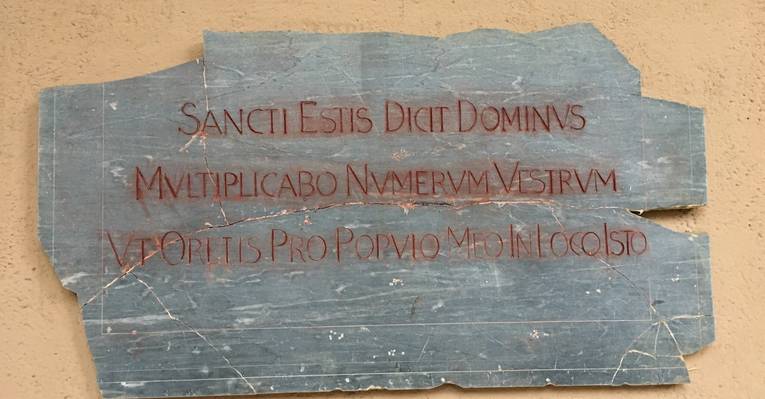 SANCTI ESTIS DICIT DOMINVS
MVLTIPLICABO NVMERVM VESTRVM
VT ORETIS PRO POPVLO MEO IN LOCO ISTO